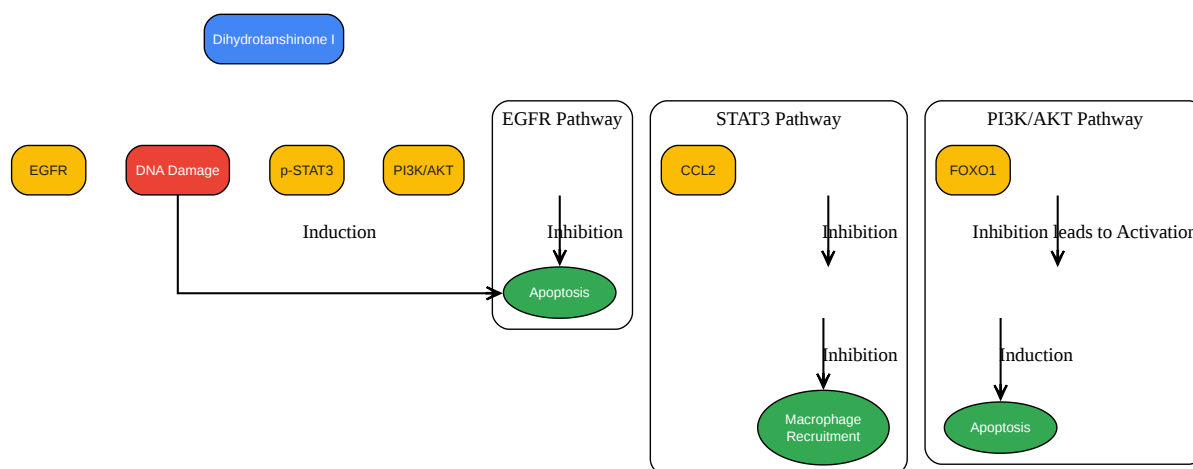 Dihydrotanshinone I
EGFR Pathway
STAT3 Pathway
PI3K/AKT Pathway
EGFR
DNA Damage
p-STAT3
PI3K/AKT
CCL2
FOXO1
Induction
Inhibition
Inhibition
Inhibition leads to Activation
Apoptosis
Inhibition
Induction
Macrophage
Recruitment
Apoptosis